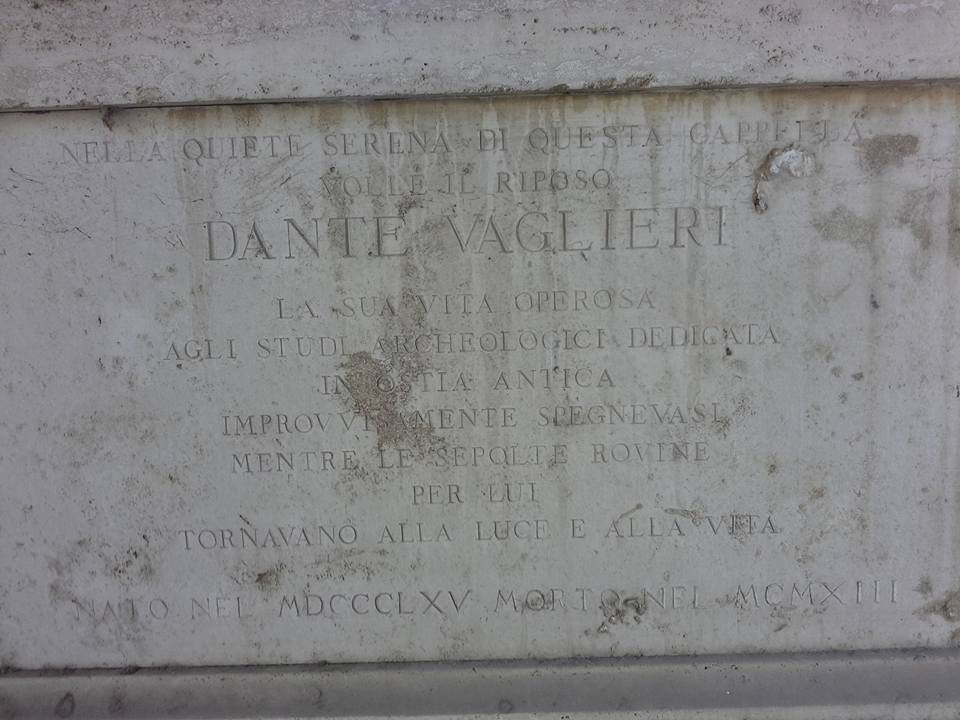 NELLA QUIETE SERENA DI QUESTA CAPPELLA
VOLLE IL RIPOSO
DANTE VAGLIERI
LA SUA VITA OPEROSA
AGLI STUDI ARCHEOLOGICI DEDICATA
IN OSTIA ANTICA
IMPROVVISAMENTE SPEGNEVASI
MENTRE LE SEPOLTE ROVINE
PER LUI
TORNAVANO ALLA LUCE E ALLA VITA
NATO NEL MDCCCLXV MORTO NEL MCMXIII